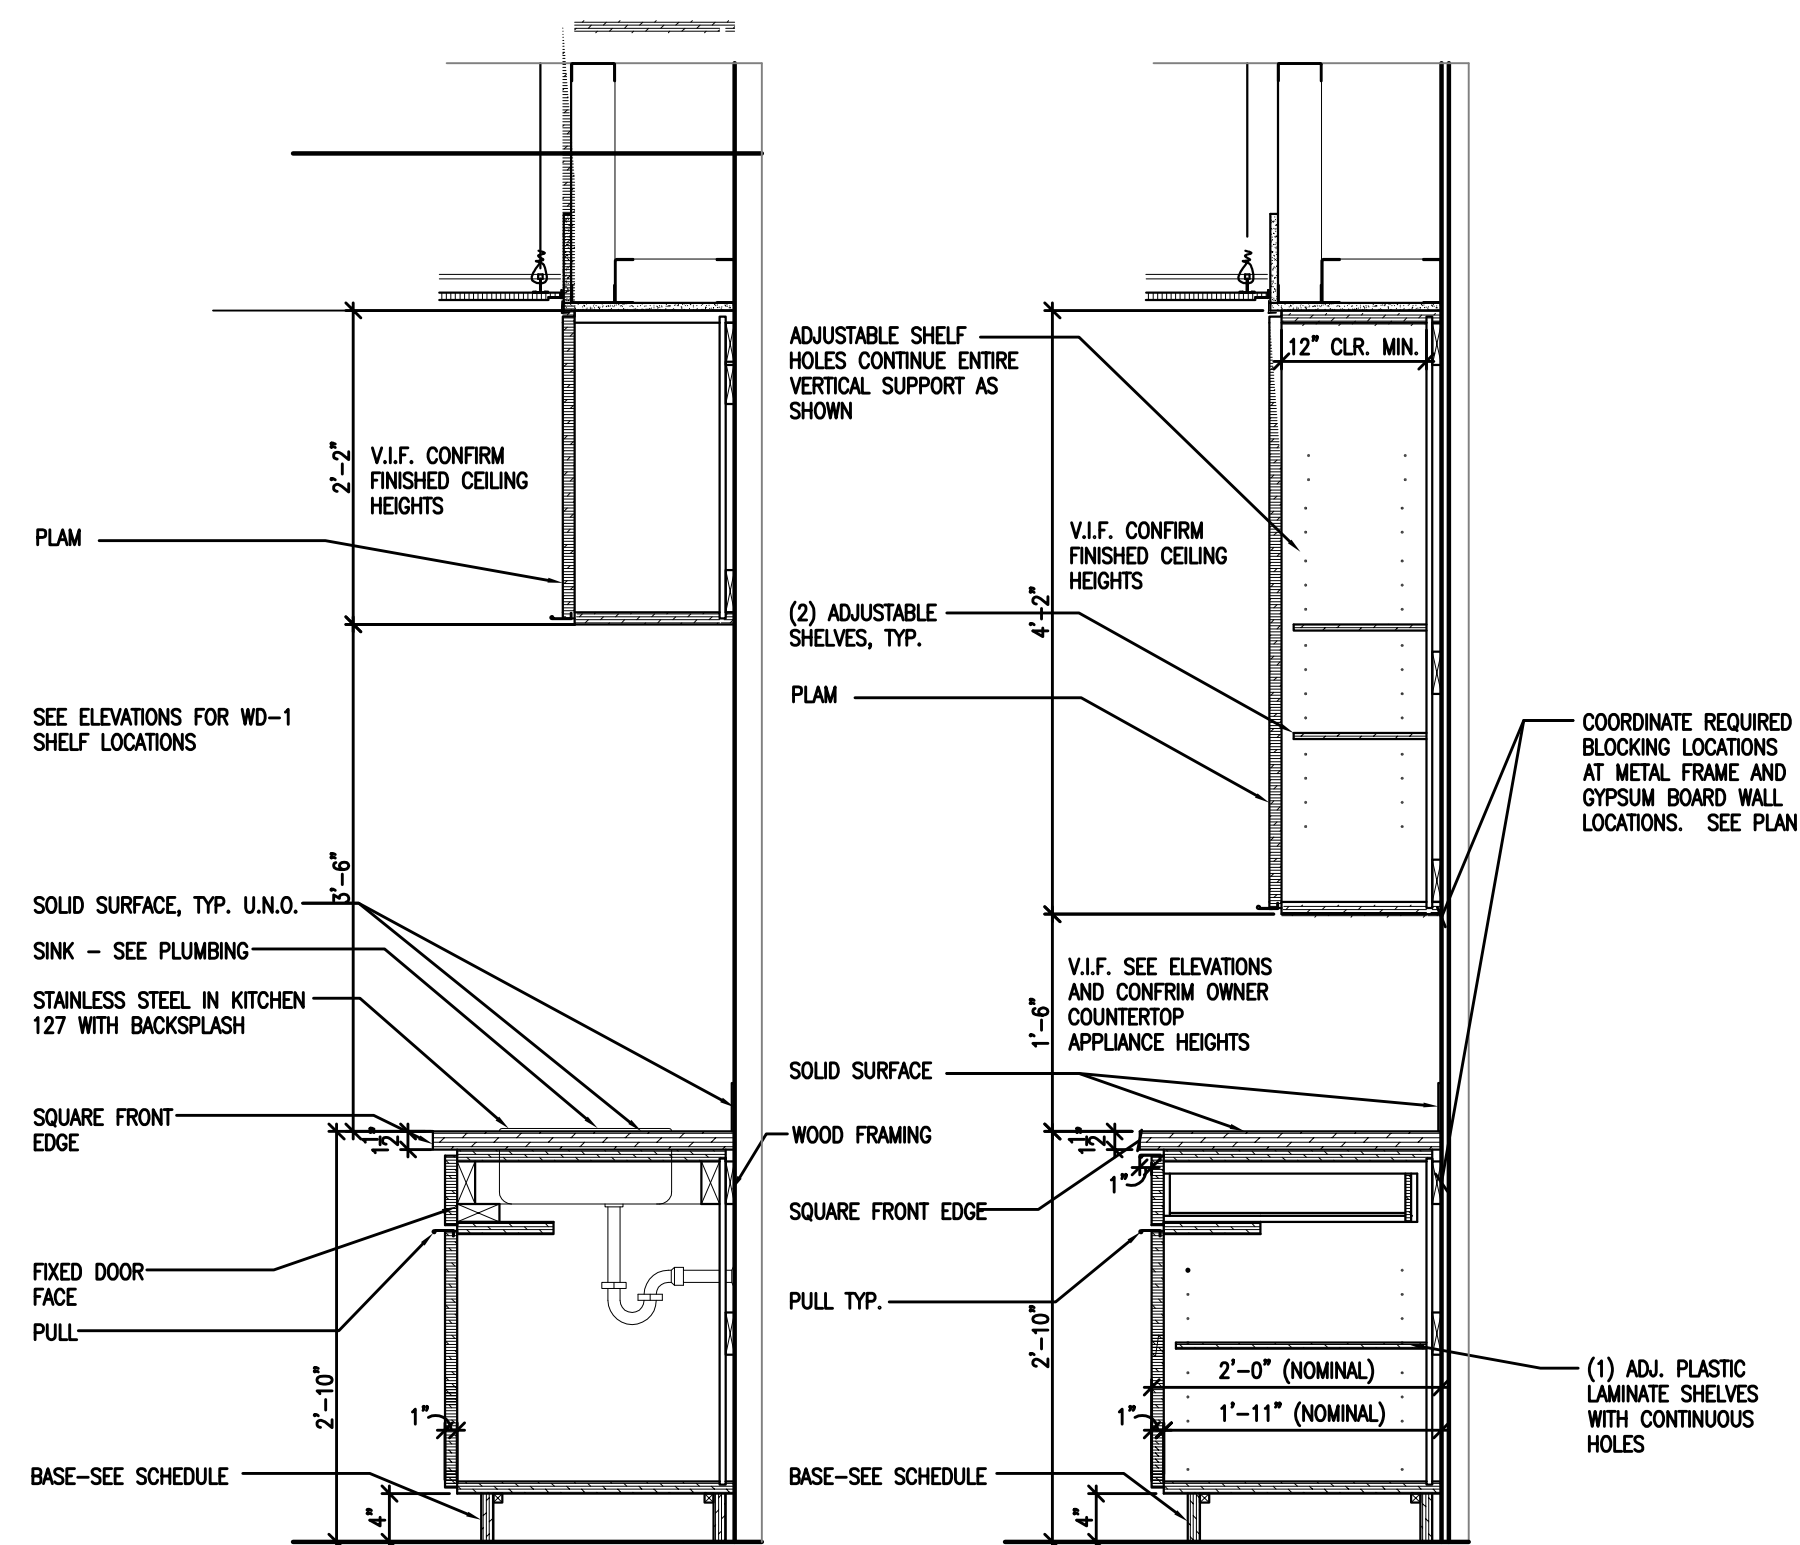 2'-2"
V.I.F. CONFIRM
FINISHED CEILING
HEIGHTS
PLAM
SEE ELEVATIONS FOR WD-1
SHELF LOCATIONS
3'-6"
SOLID SURFACE, TYP. U.N.O.
SINK - SEE PLUMBING
STAINLESS STEEL IN KITCHEN
127 WITH BACKSPLASH
SQUARE FRONT
EDGE
1 1/2"
WOOD FRAMING
FIXED DOOR
FACE
PULL
2'-10"
1"
BASE-SEE SCHEDULE
4"
ADJUSTABLE SHELF
HOLES CONTINUE ENTIRE
VERTICAL SUPPORT AS
SHOWN
12" CLR. MIN.
V.I.F. CONFIRM
FINISHED CEILING
HEIGHTS
4'-2"
(2) ADJUSTABLE
SHELVES, TYP.
PLAM
COORDINATE REQUIRED
BLOCKING LOCATIONS
AT METAL FRAME AND
GYPSUM BOARD WALL
LOCATIONS. SEE PLAN
V.I.F. SEE ELEVATIONS
AND CONFRIM OWNER
COUNTERTOP
APPLIANCE HEIGHTS
1'-6"
SOLID SURFACE
1 1/2"
1"
SQUARE FRONT EDGE
PULL TYP.
2'-10"
2'-0" (NOMINAL)
1'-11" (NOMINAL)
1"
(1) ADJ. PLASTIC
LAMINATE SHELVES
WITH CONTINUOUS
HOLES
BASE-SEE SCHEDULE
4"